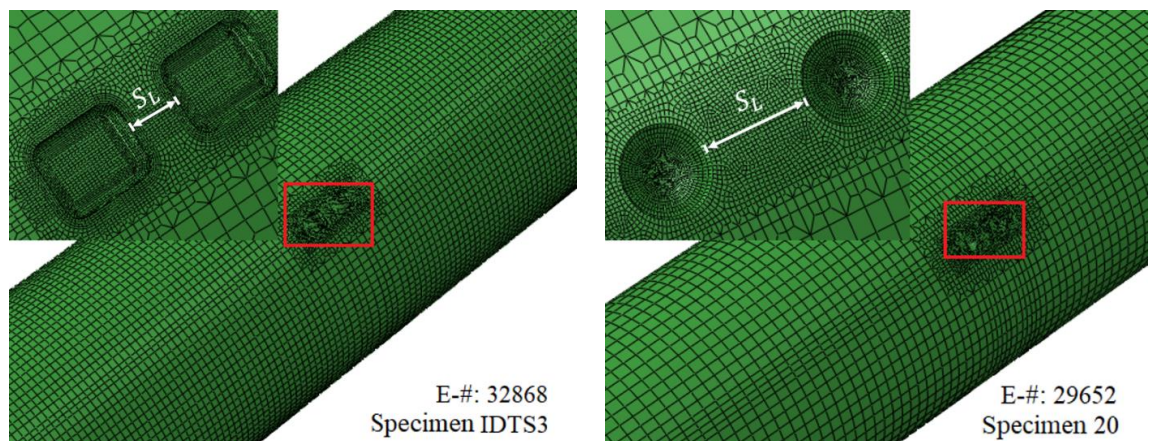 S_L
E-#: 32868
Specimen IDTS3
S_L
E-#: 29652
Specimen 20